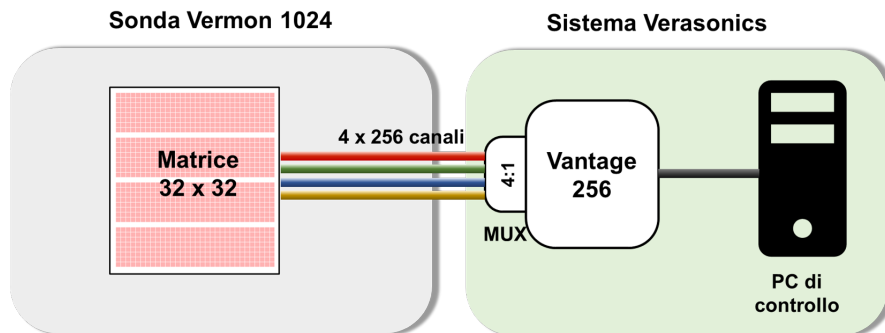 Sonda Vermon 1024
Sistema Verasonics
Matrice
32 x 32
4 x 256 canali
4:1
MUX
Vantage
256
PC di
controllo